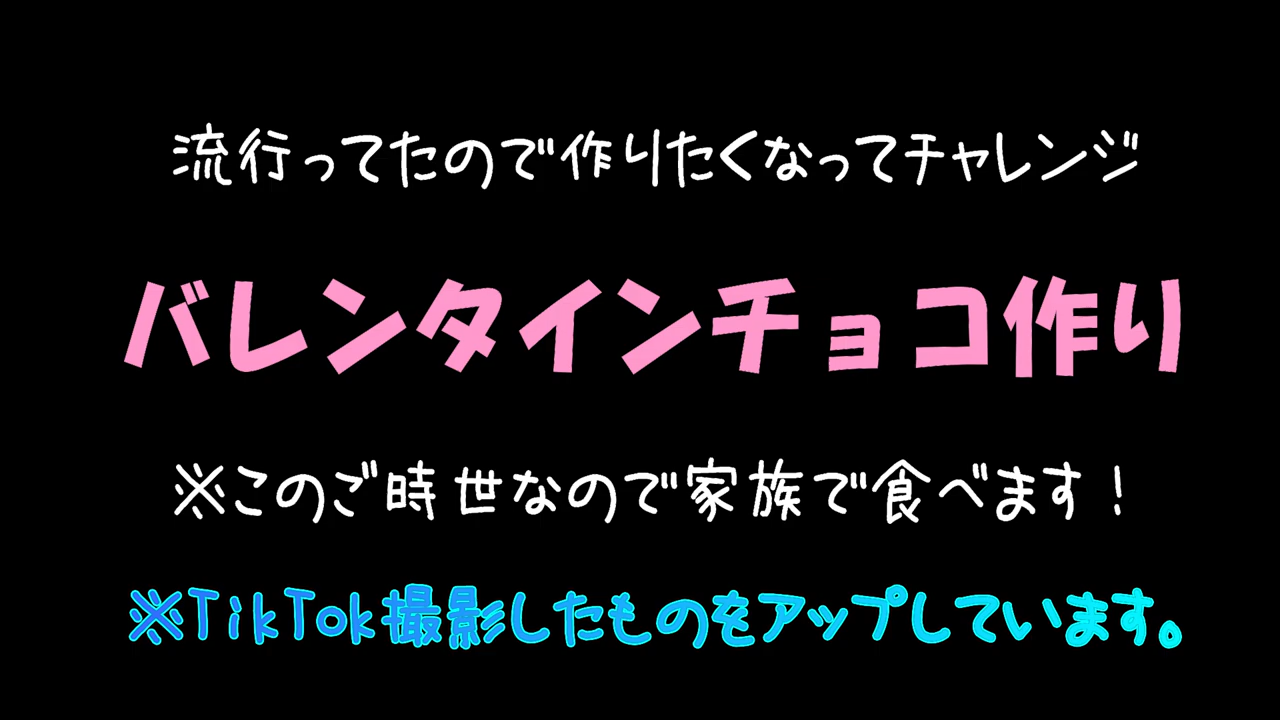 流行ってたので作りたくなってチャレンジ
バレンタインチョコ作り
※このご時世なので家族で食べます！
※TikTok撮影したものをアップしています。